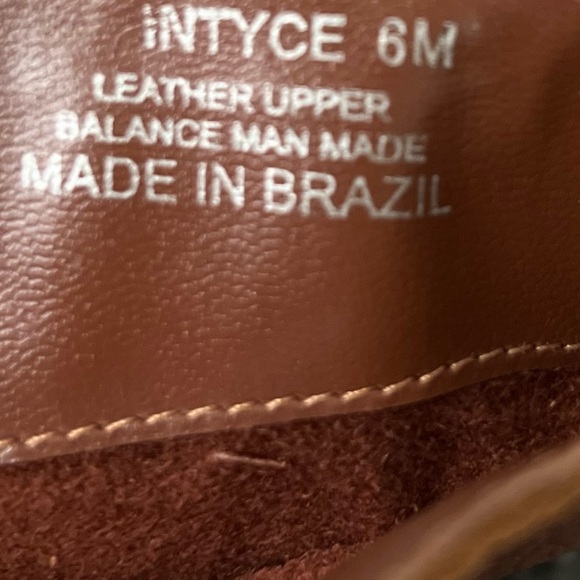 INTYCE 6M
LEATHER UPPER
BALANCE MAN MADE
MADE IN BRAZIL